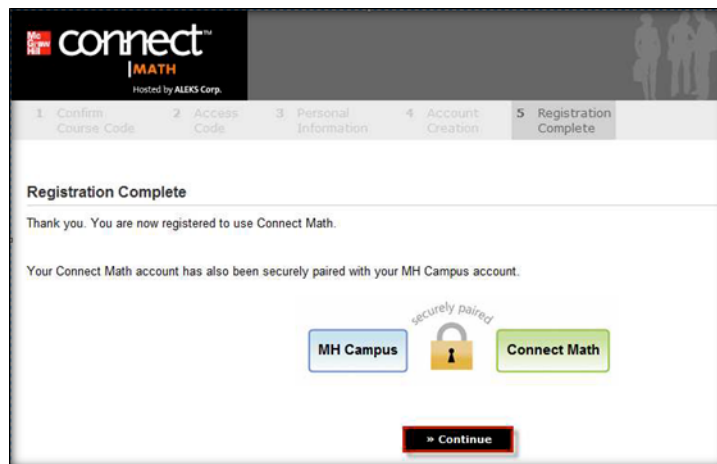 Mc
Graw
Hill
connect™
MATH
Hosted by ALEKS Corp.
1 Confirm Course Code
2 Access Code
3 Personal Information
4 Account Creation
5 Registration Complete
Registration Complete
Thank you. You are now registered to use Connect Math.
Your Connect Math account has also been securely paired with your MH Campus account.
securely paired
MH Campus
Connect Math
» Continue